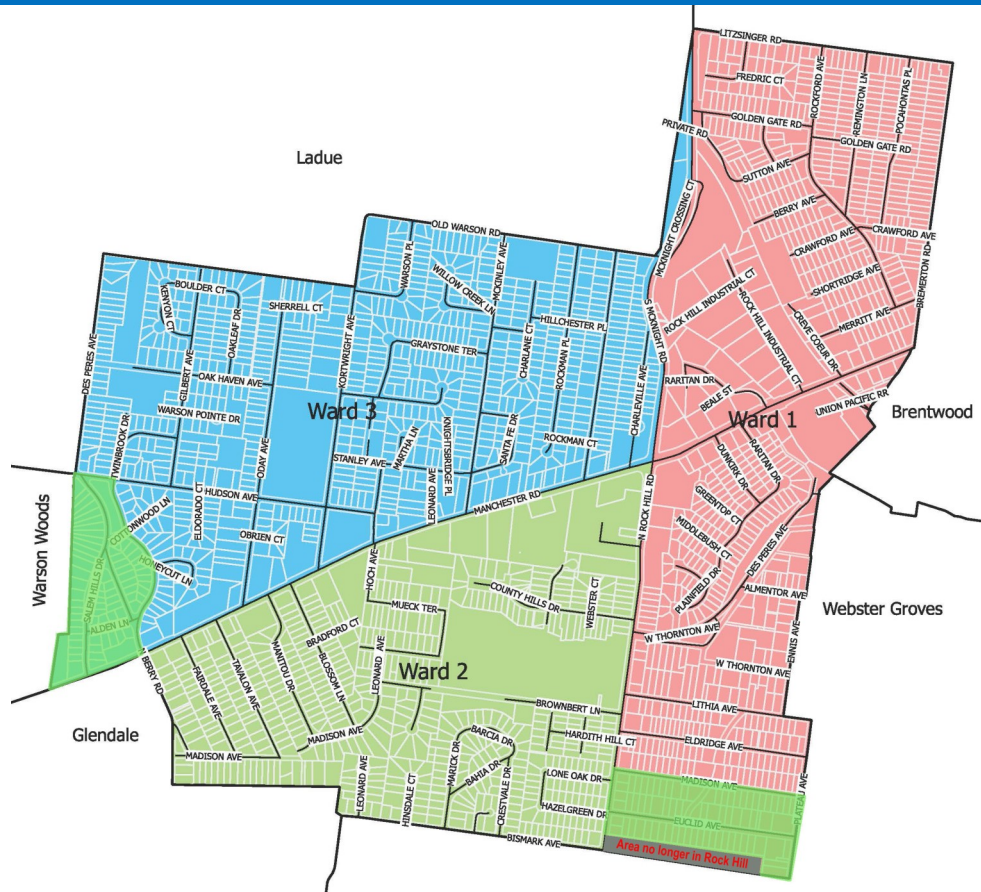 LITZSINGER RD
FREDRIC CT
ROCKFORD AVE
REMINGTON LN
POCAHONTAS PL
GOLDEN GATE RD
GOLDEN GATE RD
PRIVATE RD
SUTTON AVE
Ladue
BERRY AVE
CRAWFORD AVE
CRAWFORD AVE
OLD WARSON RD
MCKNIGHT CROSSING CT
WARSON PL
MCKINLEY AVE
WILLOW CREEK LN
SHORTRIDGE AVE
BREMERTON RD
BOULDER CT
KENYON CT
OAKLEAF DR
SHERRELL CT
ROCK HILL INDUSTRIAL CT
ROCK HILL INDUSTRIAL CT
S MCKNIGHT RD
HILLCHESTER PL
CREVE COEUR DR
MERRITT AVE
DES PERES AVE
GILBERT AVE
KORTWRIGHT AVE
GRAYSTONE TER
CHARLANE CT
ROCKMAN PL
OAK HAVEN AVE
RARITAN DR
BEALE ST
UNION PACIFIC RR
CHARLEVILLE AVE
Ward 3
Ward 1
Brentwood
WARSON POINTE DR
TWINBROOK DR
ODAY AVE
MARTHA LN
KNIGHTSBRIDGE PL
SANTA FE DR
ROCKMAN CT
STANLEY AVE
LEONARD AVE
DUNKIRK DR
RARITAN DR
HUDSON AVE
ELDORADO CT
MANCHESTER RD
GREENTOP CT
COTTONWOOD LN
OBRIEN CT
N ROCK HILL RD
MIDDLEBUSH CT
DES PERES AVE
Warson Woods
HONEYCUT LN
SALEM HILLS DR
HOCH AVE
COUNTY HILLS DR
WEBSTER CT
PLAINFIELD DR
ALMENTOR AVE
Webster Groves
ALDEN LN
MUECK TER
BRADFORD CT
W THORNTON AVE
ENNIS AVE
BERRY RD
FAIRDALE AVE
TAVALON AVE
MANITOU DR
BLOSSOM LN
LEONARD AVE
Ward 2
W THORNTON AVE
BROWNBERT LN
LITHIA AVE
Glendale
MADISON AVE
MADISON AVE
BARCIA DR
HARDITH HILL CT
ELDRIDGE AVE
MARICK DR
BAHIA DR
LONE OAK DR
MADISON AVE
LEONARD AVE
HINSDALE CT
CRESTVALE DR
HAZELGREEN DR
EUCLID AVE
PLATEAU AVE
BISMARK AVE
Area no longer in Rock Hill